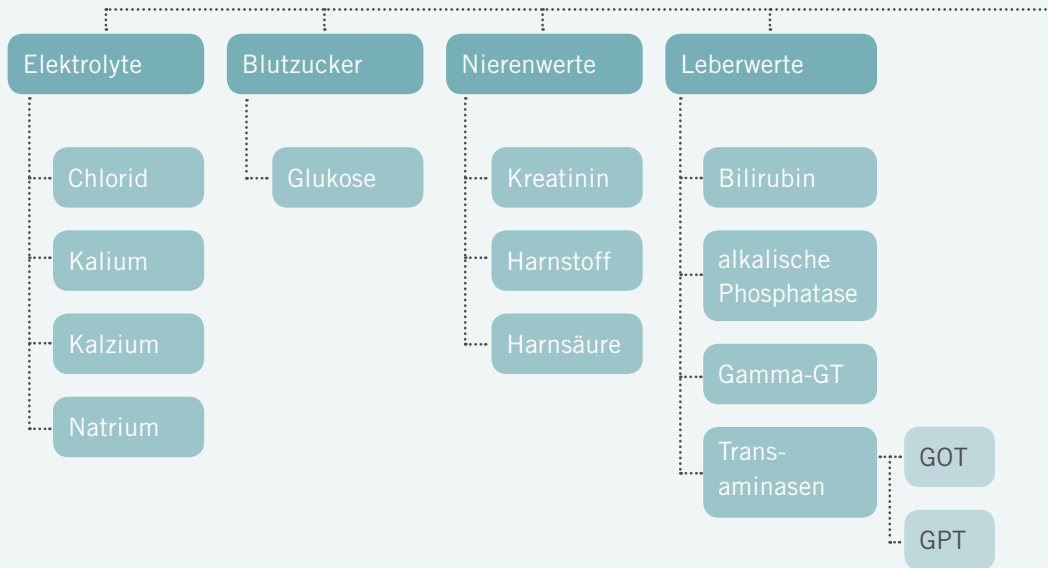 Elektrolyte
Chlorid
Kalium
Kalzium
Natrium
Blutzucker
Glukose
Nierenwerte
Kreatinin
Harnstoff
Harnsäure
Leberwerte
Bilirubin
alkalische
Phosphatase
Gamma-GT
Trans-
aminasen
GOT
GPT